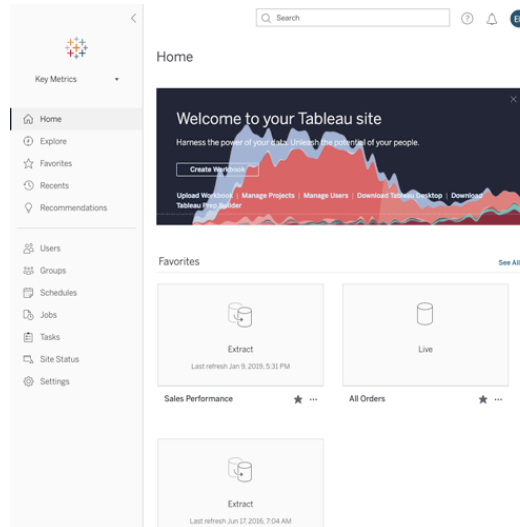 Search
EI
Key Metrics
Home
Explore
Favorites
Recents
Recommendations
Users
Groups
Schedules
Jobs
Tasks
Site Status
Settings
Home
Welcome to your Tableau site
Harness the power of your data. Unleash the potential of your people.
Create Workbook
Upload Workbook | Manage Projects | Manage Users | Download Tableau Desktop | Download
Tableau Prep Builder
Favorites
See All
Extract
Last refresh Jan 9, 2019, 5:31 PM
Sales Performance
Live
All Orders
Extract
Last refresh Jun 17, 2016, 7:04 AM